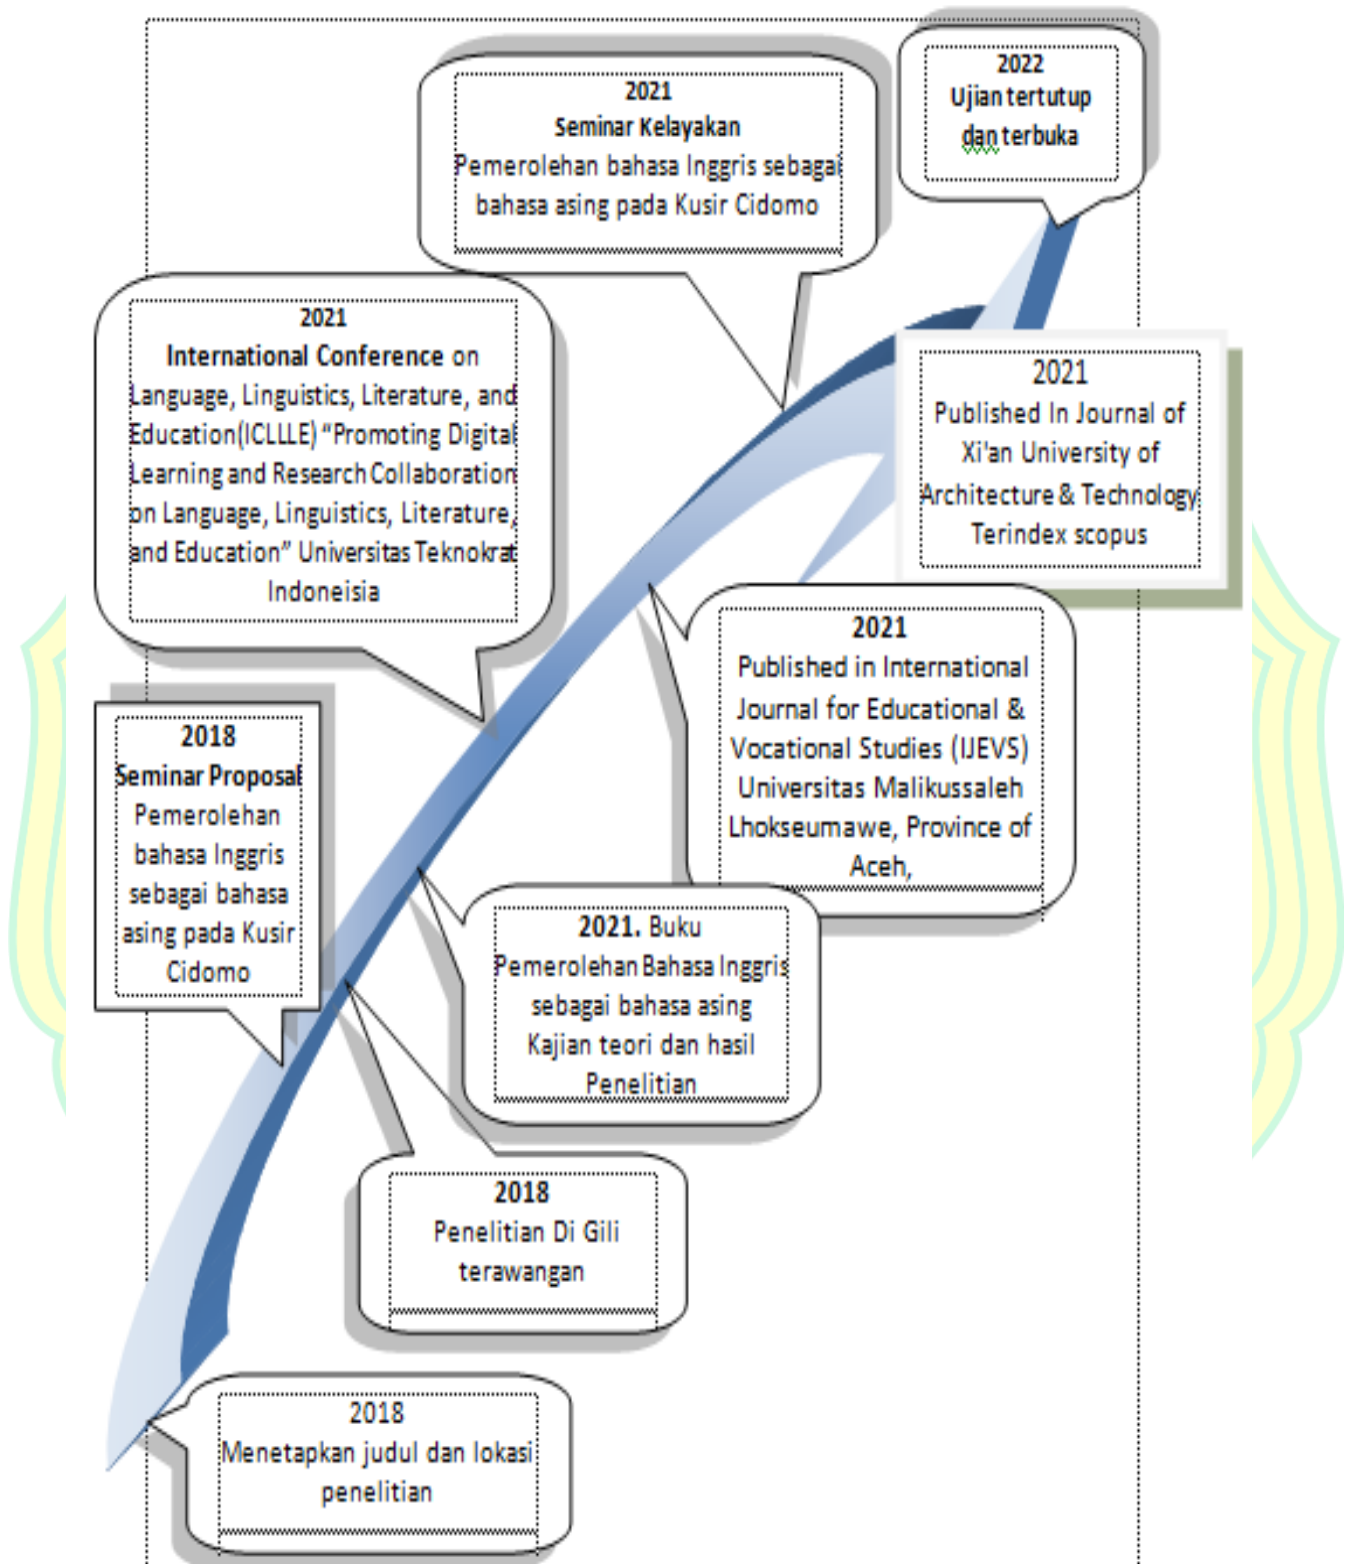 2022
Ujian tertutup
dan terbuka
2021
Seminar Kelayakan
Pemerolehan bahasa Inggris sebagai
bahasa asing pada Kusir Cidomo
2021
International Conference on
Language, Linguistics, Literature, and
Education(ICLLLE) “Promoting Digital
Learning and Research Collaboration
on Language, Linguistics, Literature,
and Education” Universitas Teknokrat
Indoneisia
2021
Published In Journal of
Xi'an University of
Architecture & Technology
Terindex scopus
2021
Published in International
Journal for Educational &
Vocational Studies (IJEVS)
Universitas Malikussaleh
Lhokseumawe, Province of
Aceh,
2018
Seminar Proposal
Pemerolehan
bahasa Inggris
sebagai bahasa
asing pada Kusir
Cidomo
2021. Buku
Pemerolehan Bahasa Inggris
sebagai bahasa asing
Kajian teori dan hasil
Penelitian
2018
Penelitian Di Gili
terawangan
2018
Menetapkan judul dan lokasi
penelitian